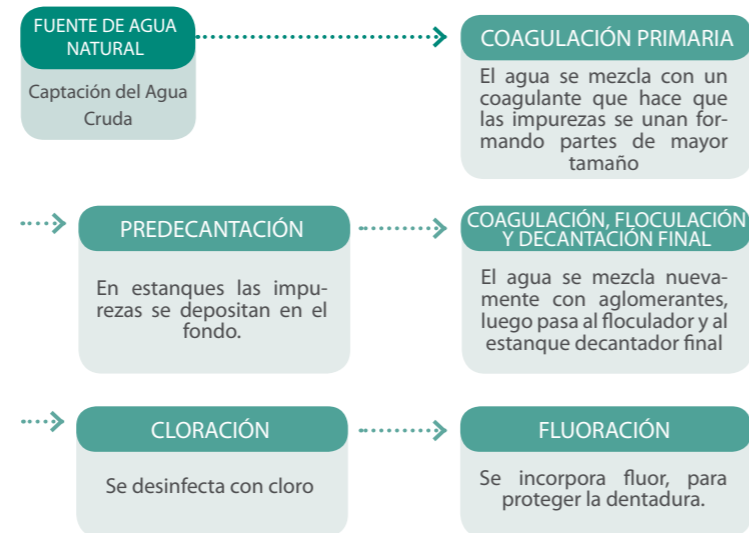 FUENTE DE AGUA
NATURAL
Captación del Agua
Cruda
COAGULACIÓN PRIMARIA
El agua se mezcla con un
coagulante que hace que
las impurezas se unan for-
mando partes de mayor
tamaño
PREDECANTACIÓN
En estanques las impu-
rezas se depositan en el
fondo.
COAGULACIÓN, FLOCULACIÓN
Y DECANTACIÓN FINAL
El agua se mezcla nueva-
mente con aglomerantes,
luego pasa al floculador y al
estanque decantador final
CLORACIÓN
Se desinfecta con cloro
FLUORACIÓN
Se incorpora fluor, para
proteger la dentadura.